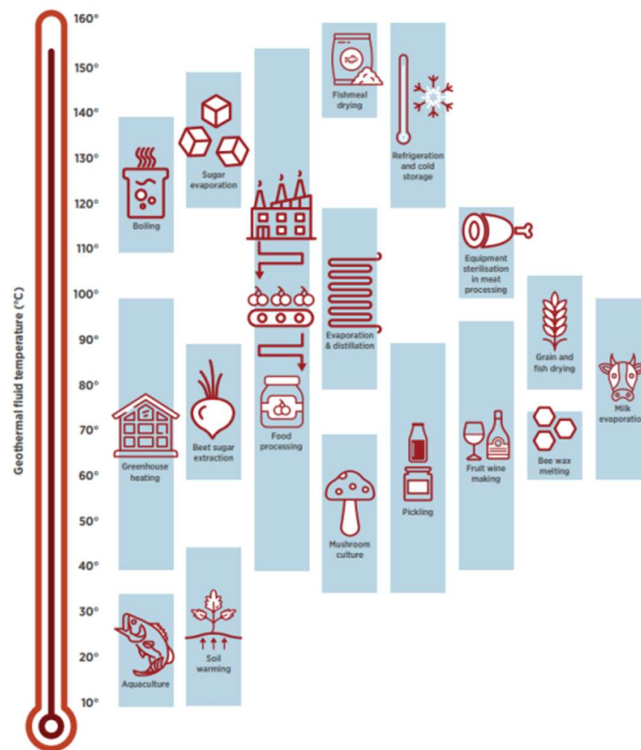 Geothermal fluid temperature (°C)
160°
150°
140°
130°
120°
110°
100°
90°
80°
70°
60°
50°
40°
30°
20°
10°
Fishmeal
drying
Sugar
evaporation
Refrigeration
and cold
storage
Boiling
Equipment
sterilisation
in meat
processing
Evaporation
& distillation
Grain and
fish drying
Milk
evaporation
Greenhouse
heating
Beet sugar
extraction
Food
processing
Fruit wine
making
Bee wax
melting
Pickling
Mushroom
culture
Soil
warming
Aquaculture